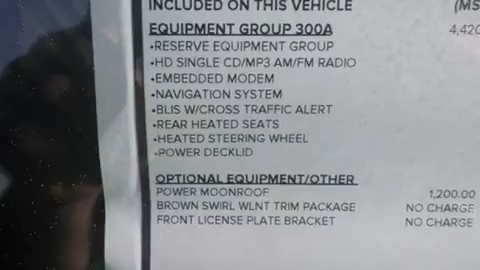 INCLUDED ON THIS VEHICLE (MS
EQUIPMENT GROUP 300A 4,420
•RESERVE EQUIPMENT GROUP
•HD SINGLE CD/MP3 AM/FM RADIO
•EMBEDDED MODEM
•NAVIGATION SYSTEM
•BLIS W/CROSS TRAFFIC ALERT
•REAR HEATED SEATS
•HEATED STEERING WHEEL
•POWER DECKLID
OPTIONAL EQUIPMENT/OTHER
POWER MOONROOF 1,200.00
BROWN SWIRL WLNT TRIM PACKAGE NO CHARGE
FRONT LICENSE PLATE BRACKET NO CHARGE